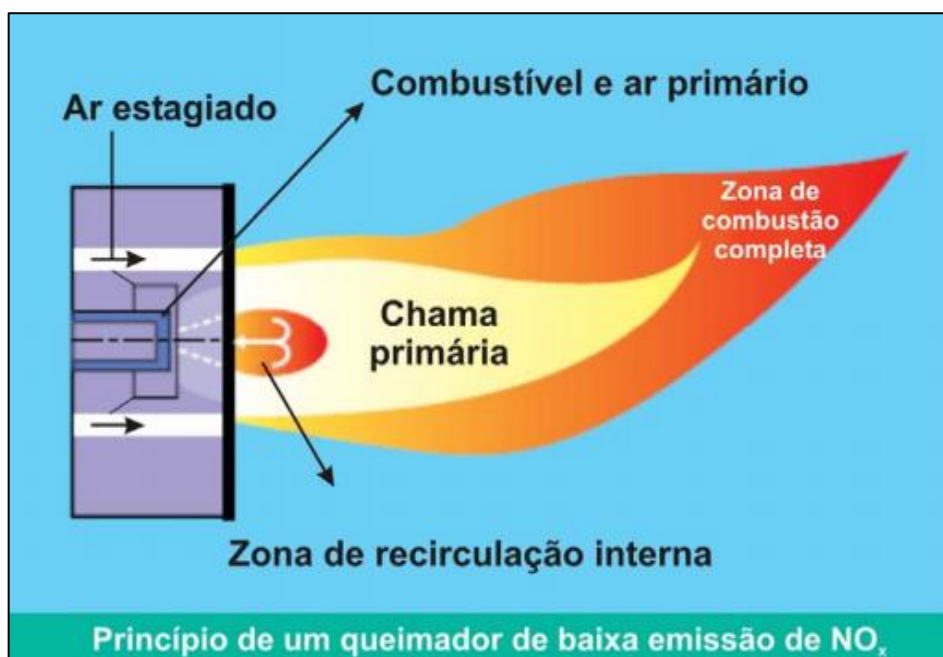 Combustível e ar primário
Ar estagiado
Zona de
combustão
completa
Chama
primária
Zona de recirculação interna
Princípio de um queimador de baixa emissão de NOₓ